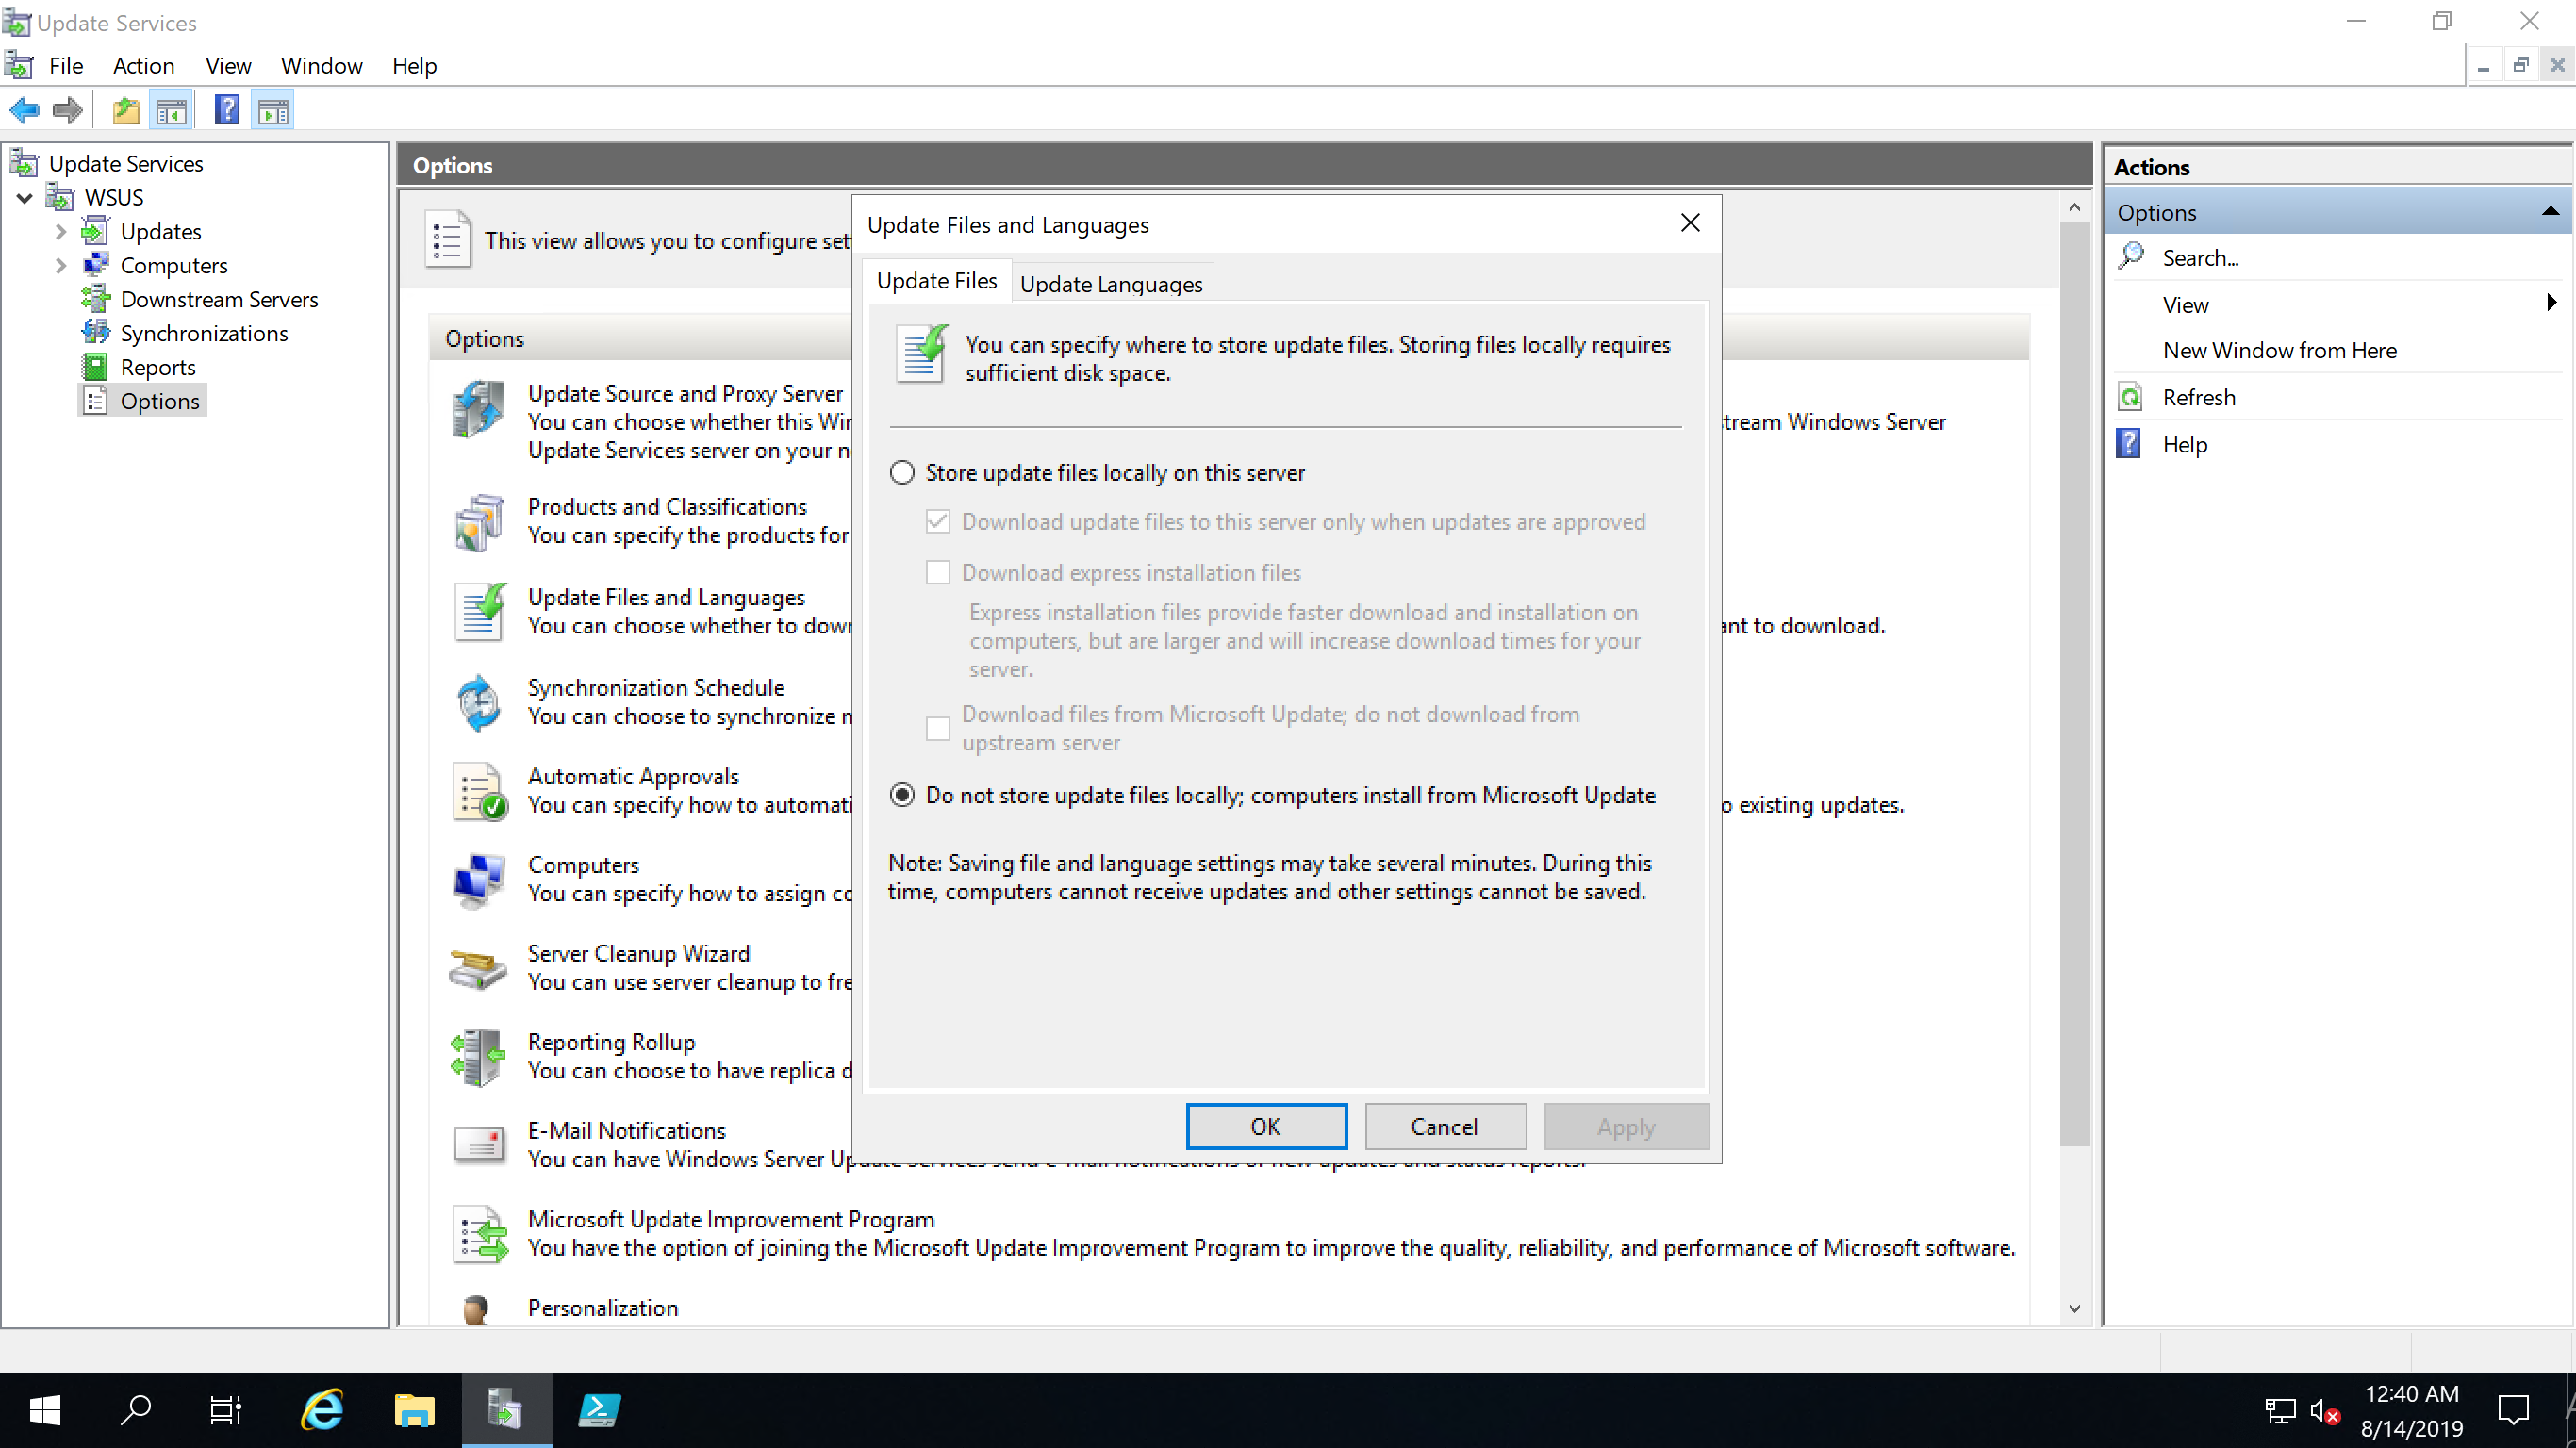 Update Services
File Action View Window Help
Update Services
WSUS
Updates
Computers
Downstream Servers
Synchronizations
Reports
Options
Options
This view allows you to configure set
Options
Update Source and Proxy Server
You can choose whether this Wir
tream Windows Server
Update Services server on your n
Products and Classifications
You can specify the products for
Update Files and Languages
You can choose whether to dowr
ant to download.
Synchronization Schedule
You can choose to synchronize n
Automatic Approvals
You can specify how to automati
o existing updates.
Computers
You can specify how to assign co
Server Cleanup Wizard
You can use server cleanup to fre
Reporting Rollup
You can choose to have replica d
E-Mail Notifications
You can have Windows Server Update Services send e-mail notifications of new updates and status reports.
Microsoft Update Improvement Program
You have the option of joining the Microsoft Update Improvement Program to improve the quality, reliability, and performance of Microsoft software.
Personalization
Update Files and Languages
Update Files
Update Languages
You can specify where to store update files. Storing files locally requires
sufficient disk space.
Store update files locally on this server
Download update files to this server only when updates are approved
Download express installation files
Express installation files provide faster download and installation on
computers, but are larger and will increase download times for your
server.
Download files from Microsoft Update; do not download from
upstream server
Do not store update files locally; computers install from Microsoft Update
Note: Saving file and language settings may take several minutes. During this
time, computers cannot receive updates and other settings cannot be saved.
OK
Cancel
Apply
Actions
Options
Search...
View
New Window from Here
Refresh
Help
12:40 AM
8/14/2019